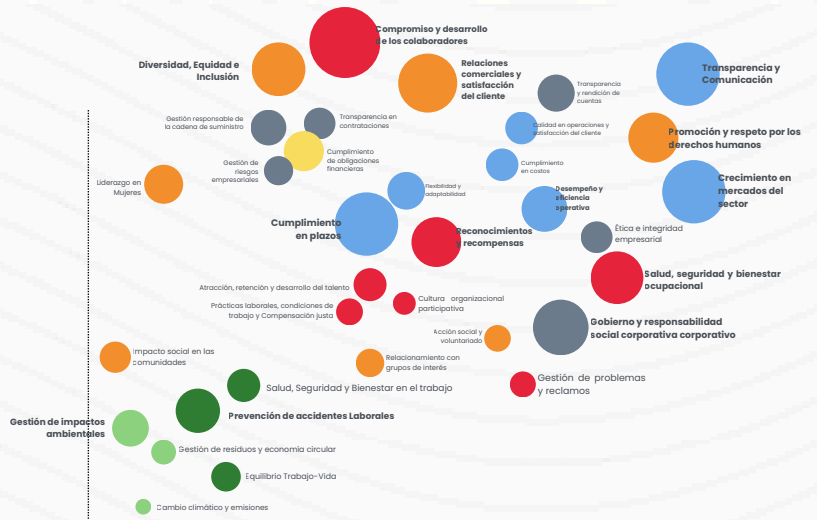 Compromiso y desarrollo
de los colaboradores
Diversidad, Equidad e
Inclusión
Relaciones
comerciales y
satisfacción
del cliente
Transparencia y
Comunicación
Transparencia
y rendición de
cuentas
Gestión responsable de
la cadena de suministro
Transparencia en
contrataciones
Calidad en operaciones y
satisfacción del cliente
Promoción y respeto por los
derechos humanos
Cumplimiento
de obligaciones
financieras
Gestión de
riesgos
empresariales
Cumplimiento
en costos
Liderazgo en
Mujeres
Flexibilidad y
adaptabilidad
Desempeño y
eficiencia
operativa
Crecimiento en
mercados del
sector
Cumplimiento
en plazos
Reconocimientos
y recompensas
Ética e integridad
empresarial
Salud, seguridad y bienestar
ocupacional
Atracción, retención y desarrollo del talento
Prácticas laborales, condiciones de
trabajo y Compensación justa
Cultura organizacional
participativa
Gobierno y responsabilidad
social corporativa corporativo
Acción social y
voluntariado
Impacto social en las
comunidades
Relacionamiento con
grupos de interés
Gestión de problemas
y reclamos
Salud, Seguridad y Bienestar en el trabajo
Prevención de accidentes Laborales
Gestión de impactos
ambientales
Gestión de residuos y economía circular
Equilibrio Trabajo-Vida
Cambio climático y emisiones